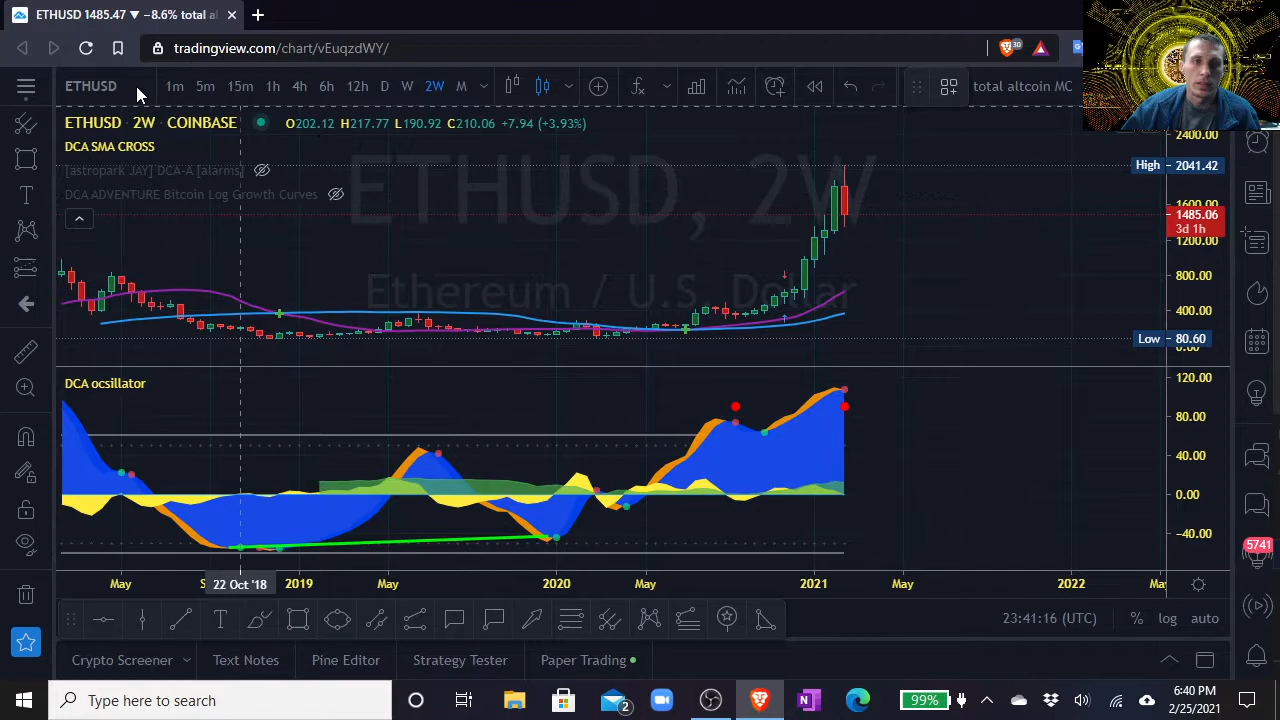 ETHUSD 1485.47 ▼ −8.6% total al
tradingview.com/chart/vEuqzdWY/
30
ETHUSD 1m 5m 15m 1h 4h 6h 12h D W 2W M total altcoin MC
ETHUSD · 2W · COINBASE O202.12 H217.77 L190.92 C210.06 +7.94 (+3.93%)
DCA SMA CROSS
[astropark JAY] DCA-A [alarms]
DCA ADVENTURE Bitcoin Log Growth Curves
ETHUSD, 2W
Ethereum / U.S. Dollar
2400.00
High 2041.42
1600.00
1485.06
3d 1h
1200.00
800.00
400.00
Low 80.60
DCA ocsillator
120.00
80.00
40.00
0.00
−40.00
5741
May 22 Oct '18 2019 May 2020 May 2021 May 2022
23:41:16 (UTC) % log auto
Crypto Screener Text Notes Pine Editor Strategy Tester Paper Trading
Type here to search
2
99%
6:40 PM
2/25/2021